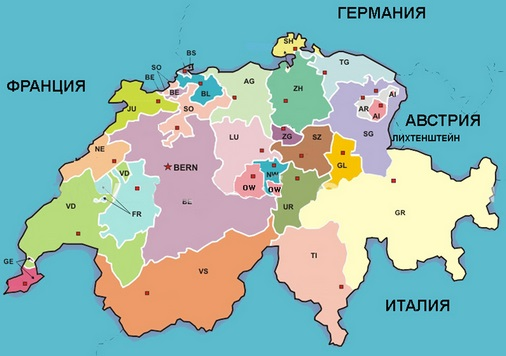 ГЕРМАНИЯ
SH
BS
SO
TG
BE
ФРАНЦИЯ
BE
BL
AG
ZH
AI
JU
SO
AR
AI
АВСТРИЯ
LU
ZG
SZ
SG
ЛИХТЕНШТЕЙН
NE
BERN
GL
VD
NW
OW
OW
VD
FR
BE
UR
GR
GE
VS
TI
ИТАЛИЯ